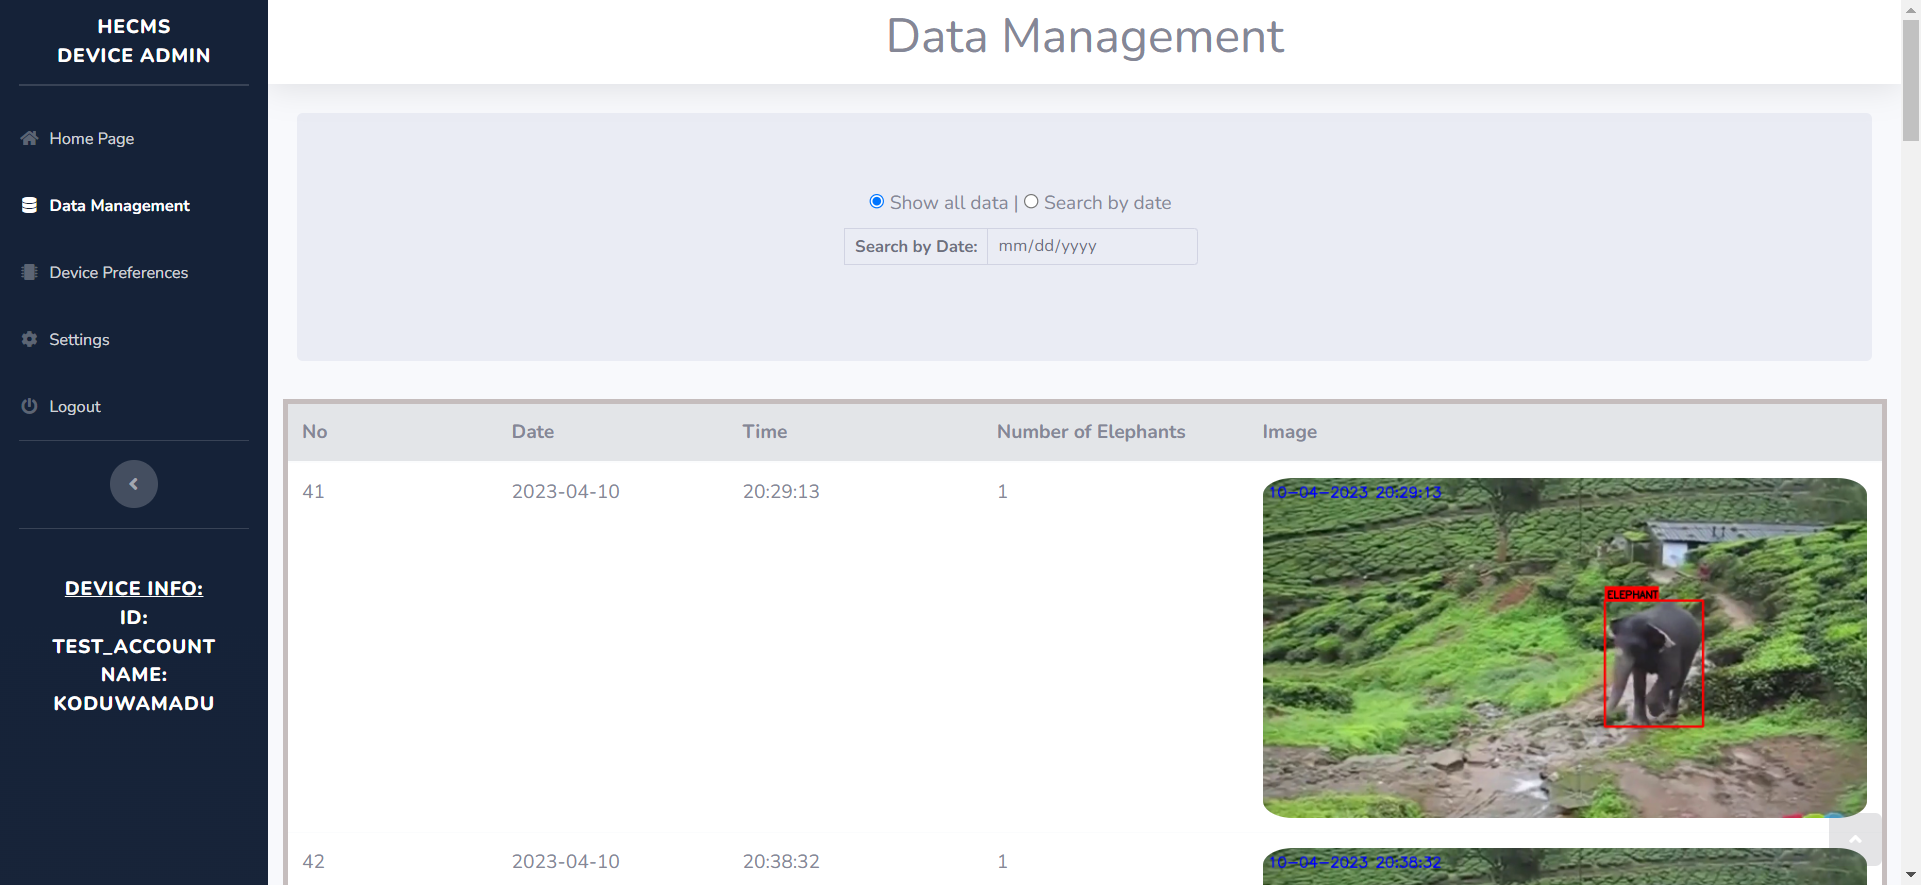 HECMS
DEVICE ADMIN
Home Page
Data Management
Device Preferences
Settings
Logout
DEVICE INFO:
ID:
TEST_ACCOUNT
NAME:
KODUWAMADU
Data Management
Show all data | Search by date
Search by Date: mm/dd/yyyy
No Date Time Number of Elephants Image
41 2023-04-10 20:29:13 1
10-04-2023 20:29:13
ELEPHANT
42 2023-04-10 20:38:32 1
10-04-2023 20:38:32